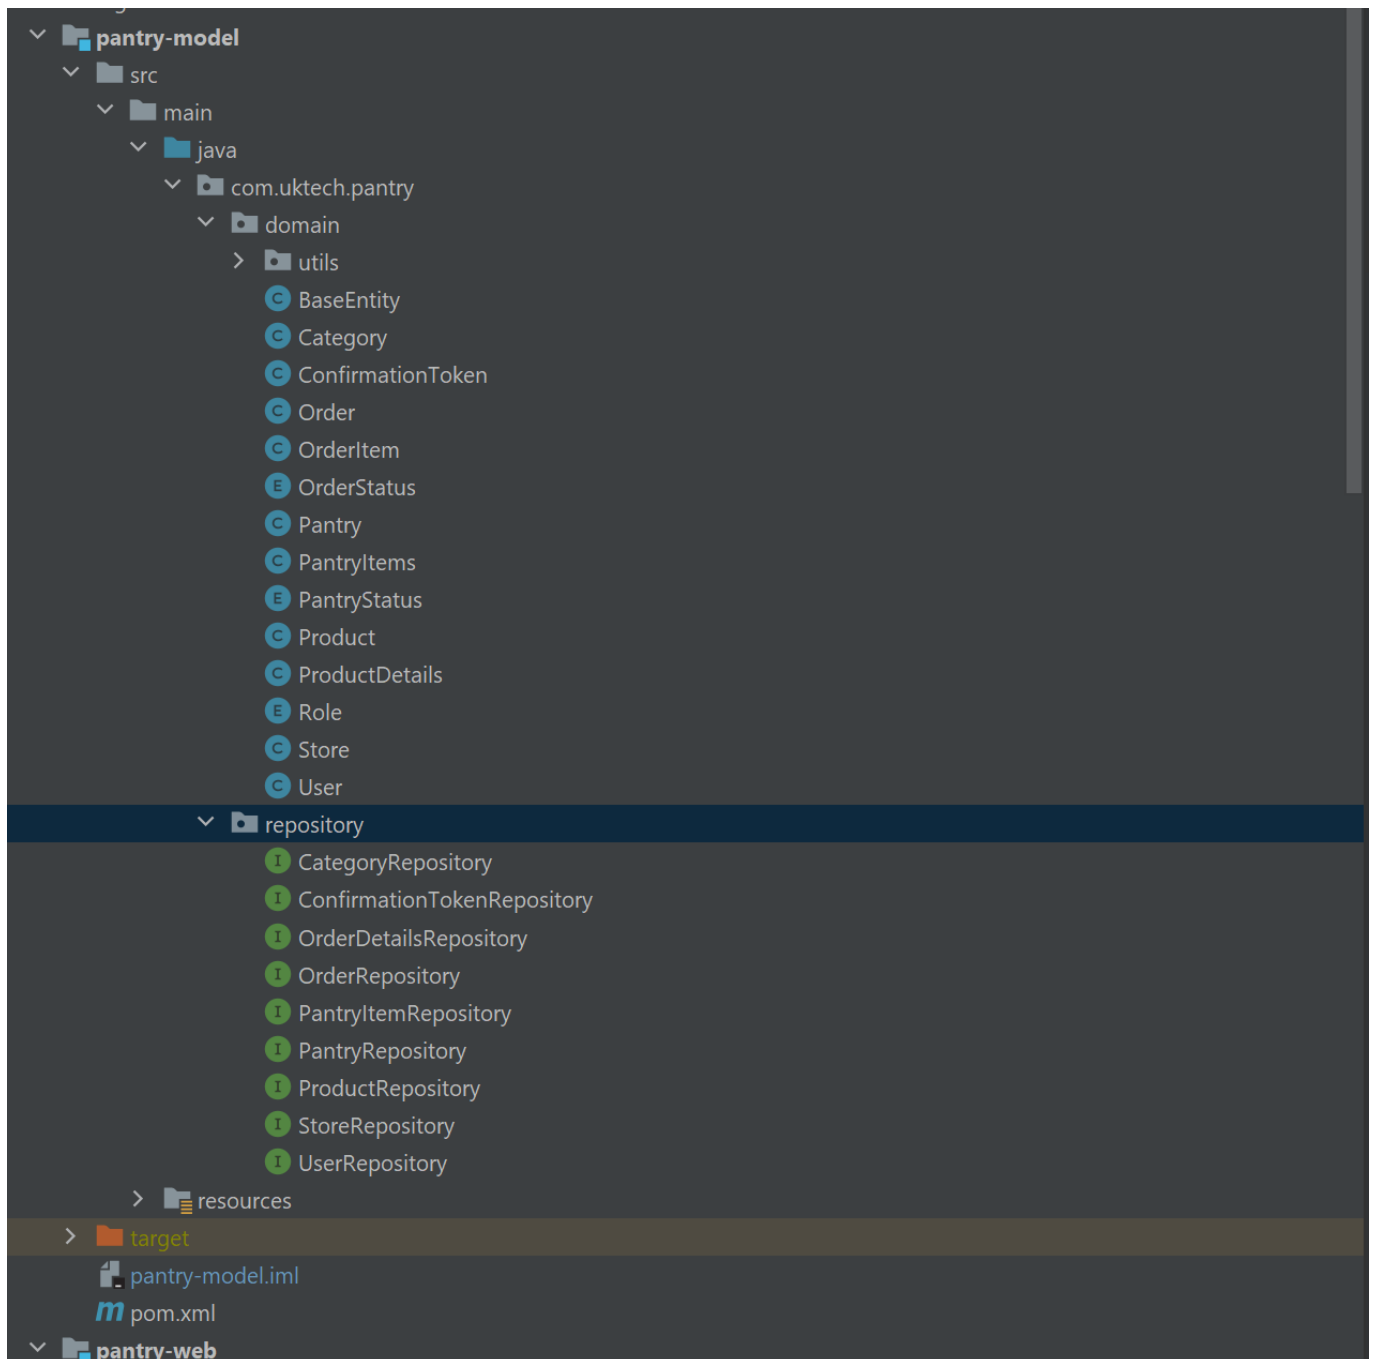 pantry-model
src
main
java
com.uktech.pantry
domain
utils
BaseEntity
Category
ConfirmationToken
Order
OrderItem
OrderStatus
Pantry
PantryItems
PantryStatus
Product
ProductDetails
Role
Store
User
repository
CategoryRepository
ConfirmationTokenRepository
OrderDetailsRepository
OrderRepository
PantryItemRepository
PantryRepository
ProductRepository
StoreRepository
UserRepository
resources
target
pantry-model.iml
pom.xml
pantry-web